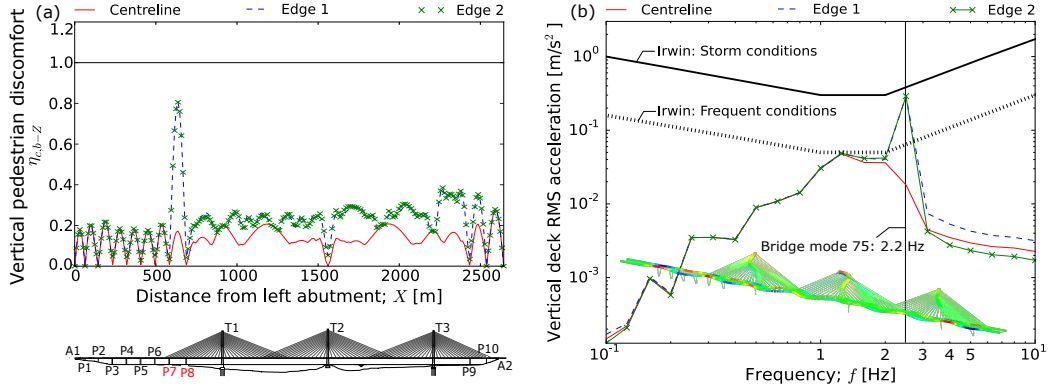 (a)
Centreline Edge 1 Edge 2
Vertical pedestrian discomfort
η_{c,b−Z}
1.2
1.0
0.8
0.6
0.4
0.2
0.0
0 500 1000 1500 2000 2500
Distance from left abutment; X [m]
T1 T2 T3
A1 P2 P4 P6 P10
P1 P3 P5 P7 P8 P9 A2
(b)
Centreline Edge 1 Edge 2
Vertical deck RMS acceleration [m/s²]
10⁰
10⁻¹
10⁻²
10⁻³
Irwin: Storm conditions
Irwin: Frequent conditions
Bridge mode 75: 2.2 Hz
10⁻¹ 1 2 3 4 5 10¹
Frequency; f [Hz]